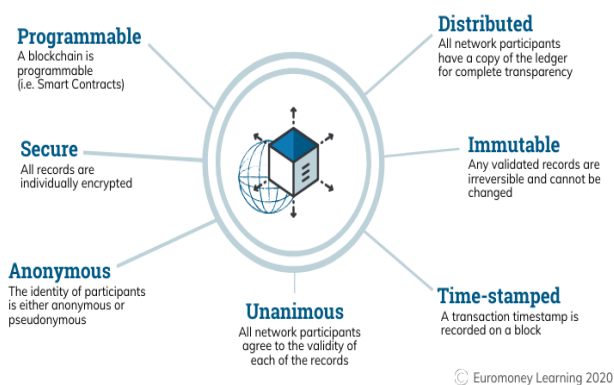 Programmable
A blockchain is
programmable
(i.e. Smart Contracts)
Distributed
All network participants
have a copy of the ledger
for complete transparency
Secure
All records are
individually encrypted
Immutable
Any validated records are
irreversible and cannot be
changed
Anonymous
The identity of participants
is either anonymous or
pseudonymous
Unanimous
All network participants
agree to the validity of
each of the records
Time-stamped
A transaction timestamp is
recorded on a block
© Euromoney Learning 2020